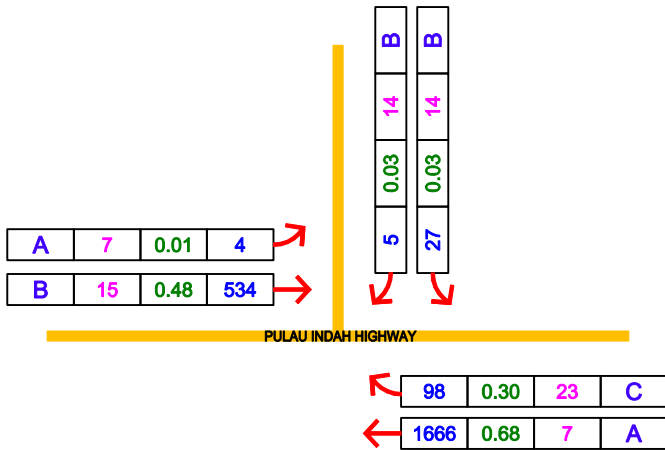 B B
14 14
0.03 0.03
5 27
A 7 0.01 4
B 15 0.48 534
PULAU INDAH HIGHWAY
98 0.30 23 C
1666 0.68 7 A